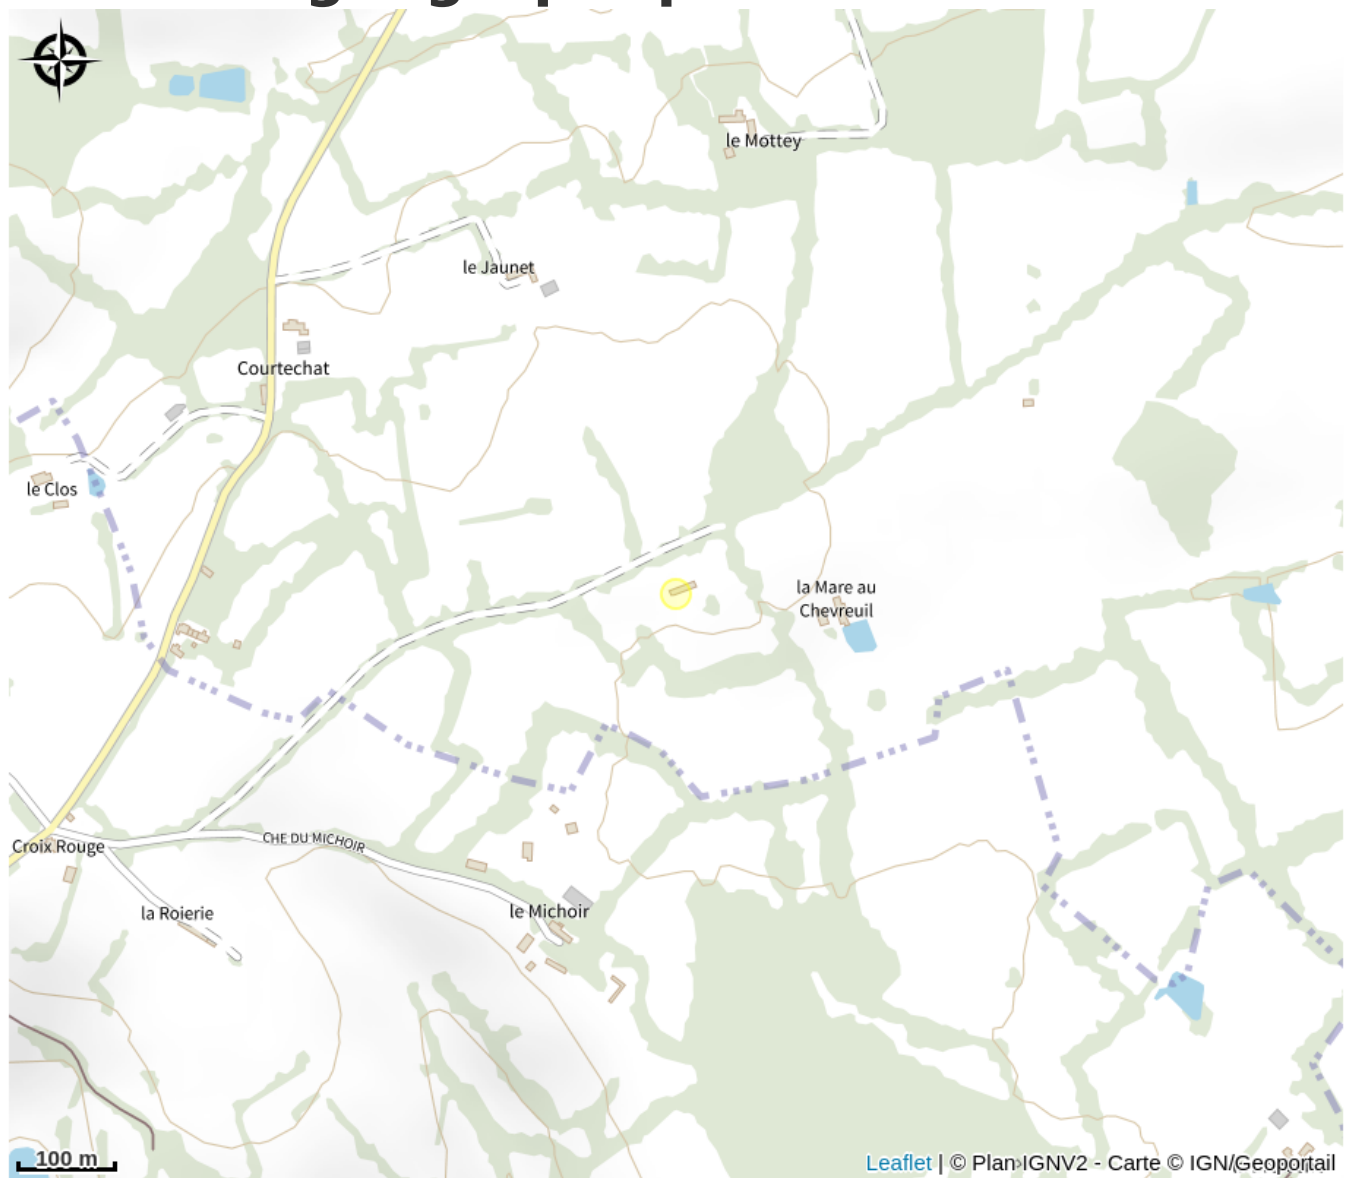 le Mottey
le Jaunet
Courtechat
le Clos
la Mare au
Chevreuil
CHE DU MICHOIR
Croix Rouge
la Roierie
le Michoir
100 m
Leaflet | © Plan IGNV2 - Carte © IGN/Geoportail